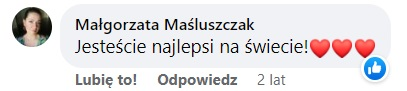 Małgorzata Maśluszczak
Jesteście najlepsi na świecie!❤️❤️❤️
Lubię to! Odpowiedz 2 lat